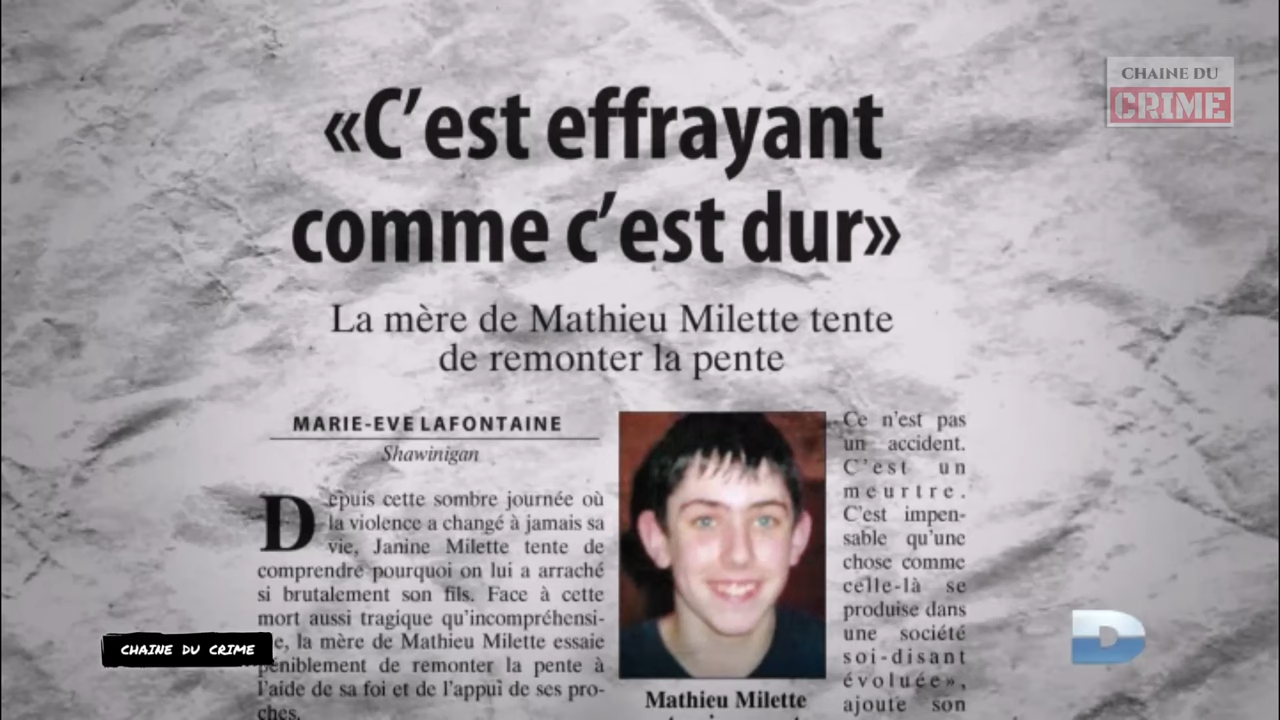 CHAINE DU
CRIME
«C'est effrayant
comme c'est dur»
La mère de Mathieu Milette tente
de remonter la pente
MARIE-EVE LAFONTAINE
Shawinigan
Depuis cette sombre journée où
la violence a changé à jamais sa
vie, Janine Milette tente de
comprendre pourquoi on lui a arraché
si brutalement son fils. Face à cette
mort aussi tragique qu'incompréhensi-
e, la mère de Mathieu Milette essaie
péniblement de remonter la pente à
l'aide de sa foi et de l'appui de ses pro-
ches.
Mathieu Milette
Ce n'est pas
un accident.
C'est un
meurtre.
C'est impen-
sable qu'une
chose comme
celle-là se
produise dans
une société
soi-disant
évoluée»,
ajoute son
CHAINE DU CRIME
D